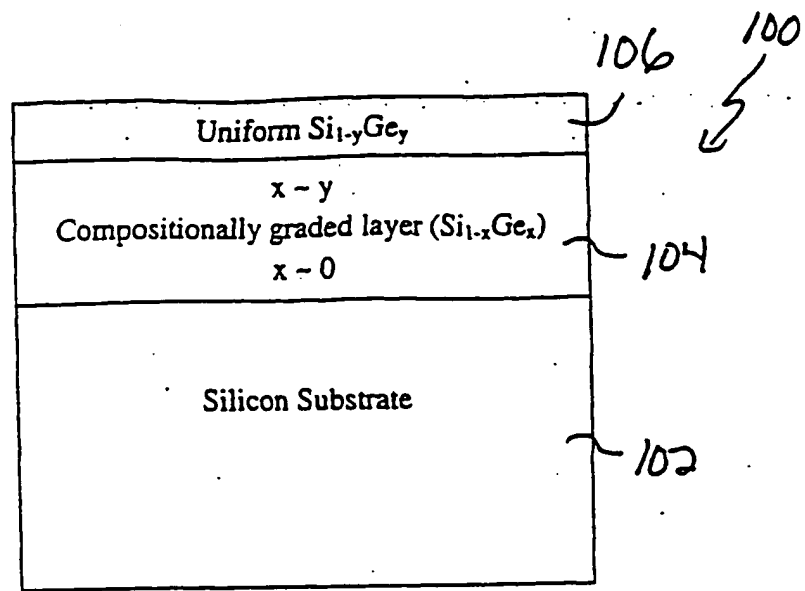 100
106
Uniform Si₁₋yGey
x ~ y
Compositionally graded layer (Si₁₋ₓGeₓ)
104
x ~ 0
Silicon Substrate
102